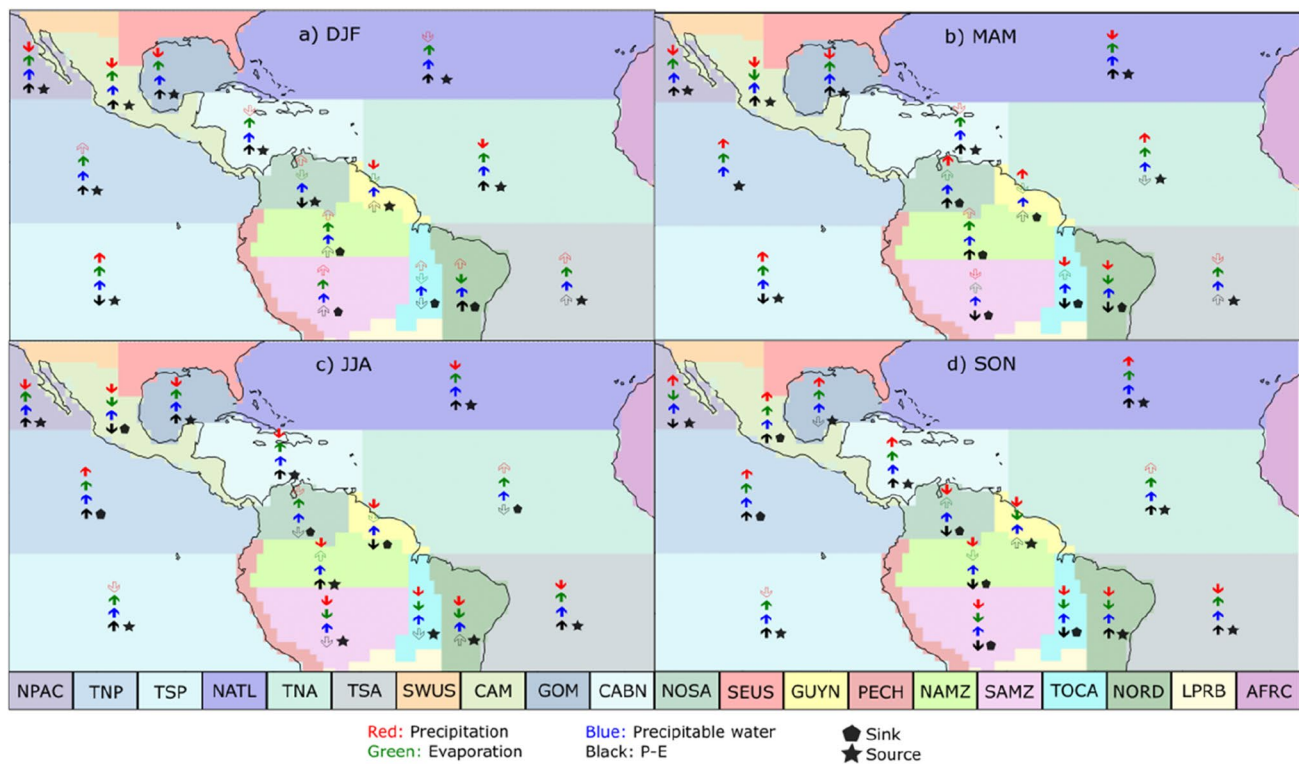 a) DJF
b) MAM
c) JJA
d) SON
NPAC TNP TSP NATL TNA TSA SWUS CAM GOM CABN NOSA SEUS GUYN PECH NAMZ SAMZ TOCA NORD LPRB AFRC
Red: Precipitation Blue: Precipitable water Sink
Green: Evaporation Black: P-E Source